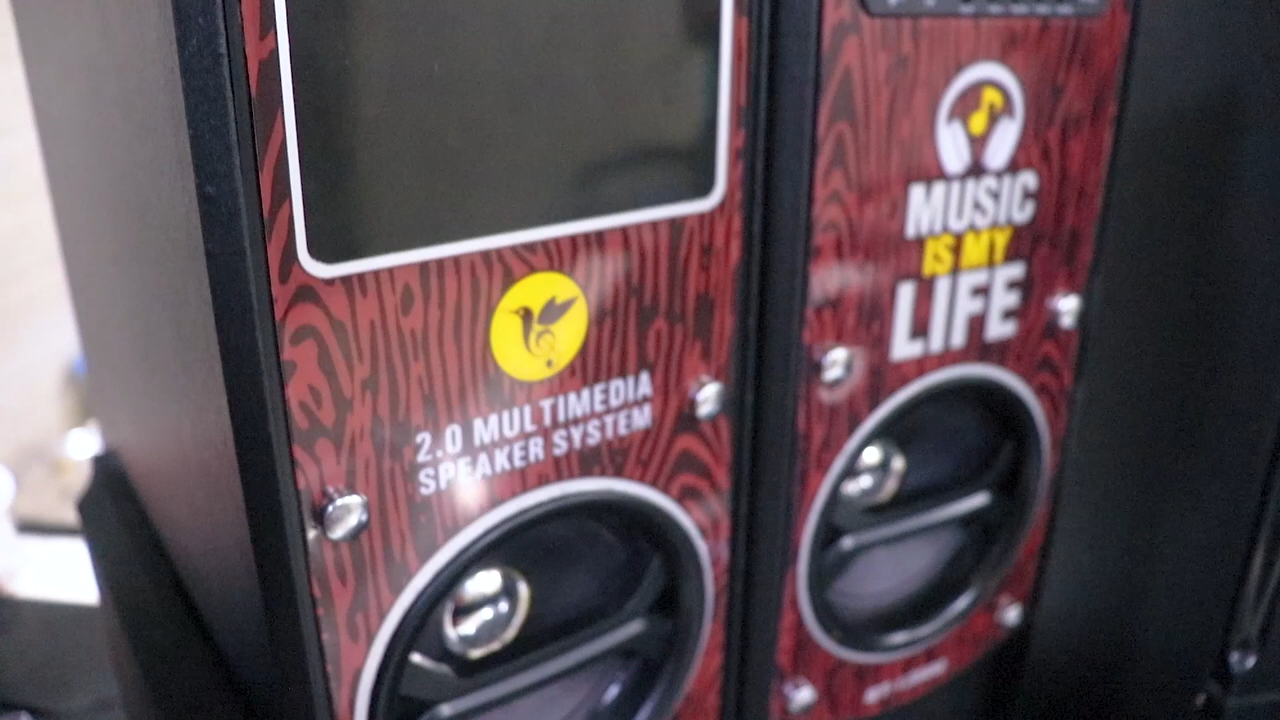 2.0 MULTIMEDIA
SPEAKER SYSTEM
MUSIC
IS MY
LIFE